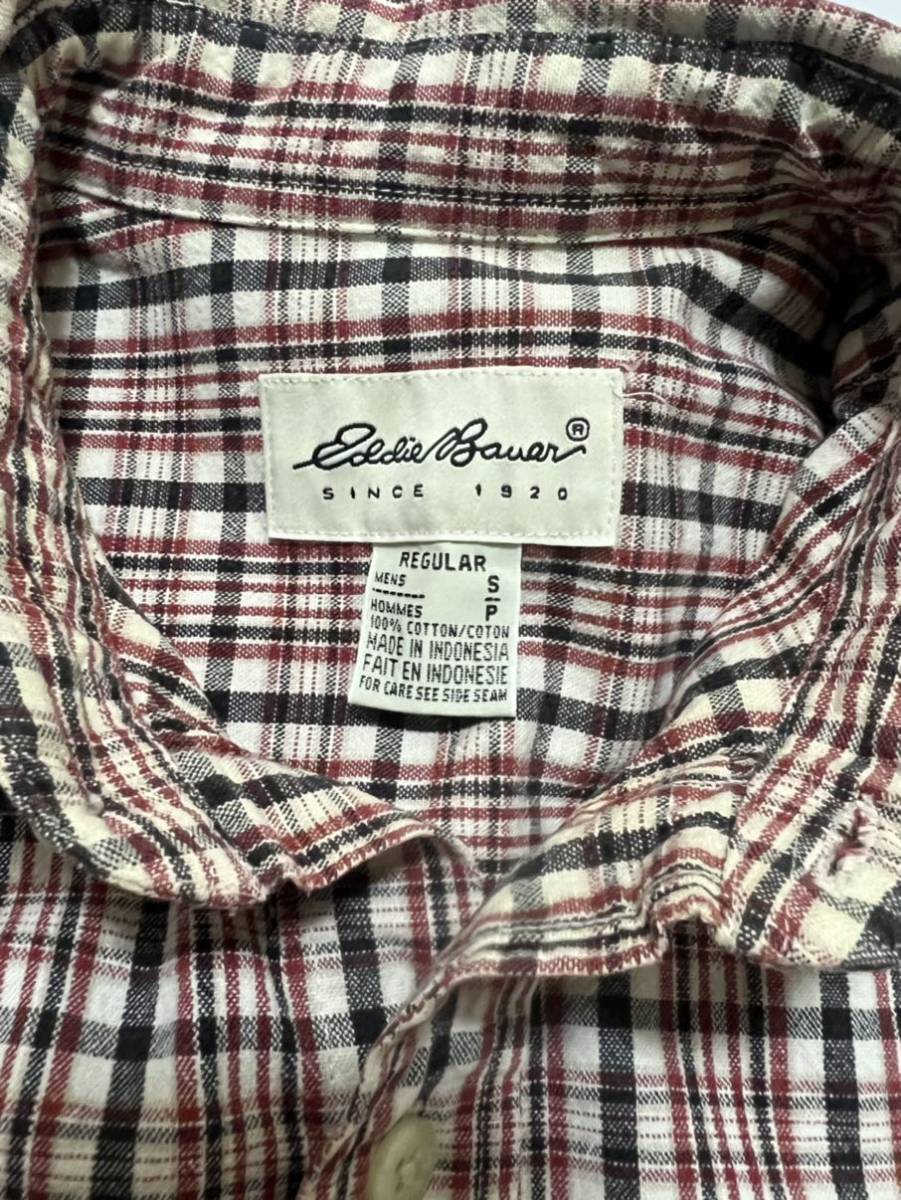 Eddie Bauer®
SINCE 1920
REGULAR
MENS S
HOMMES P
100% COTTON/COTON
MADE IN INDONESIA
FAIT EN INDONESIE
FOR CARE SEE SIDE SEAM